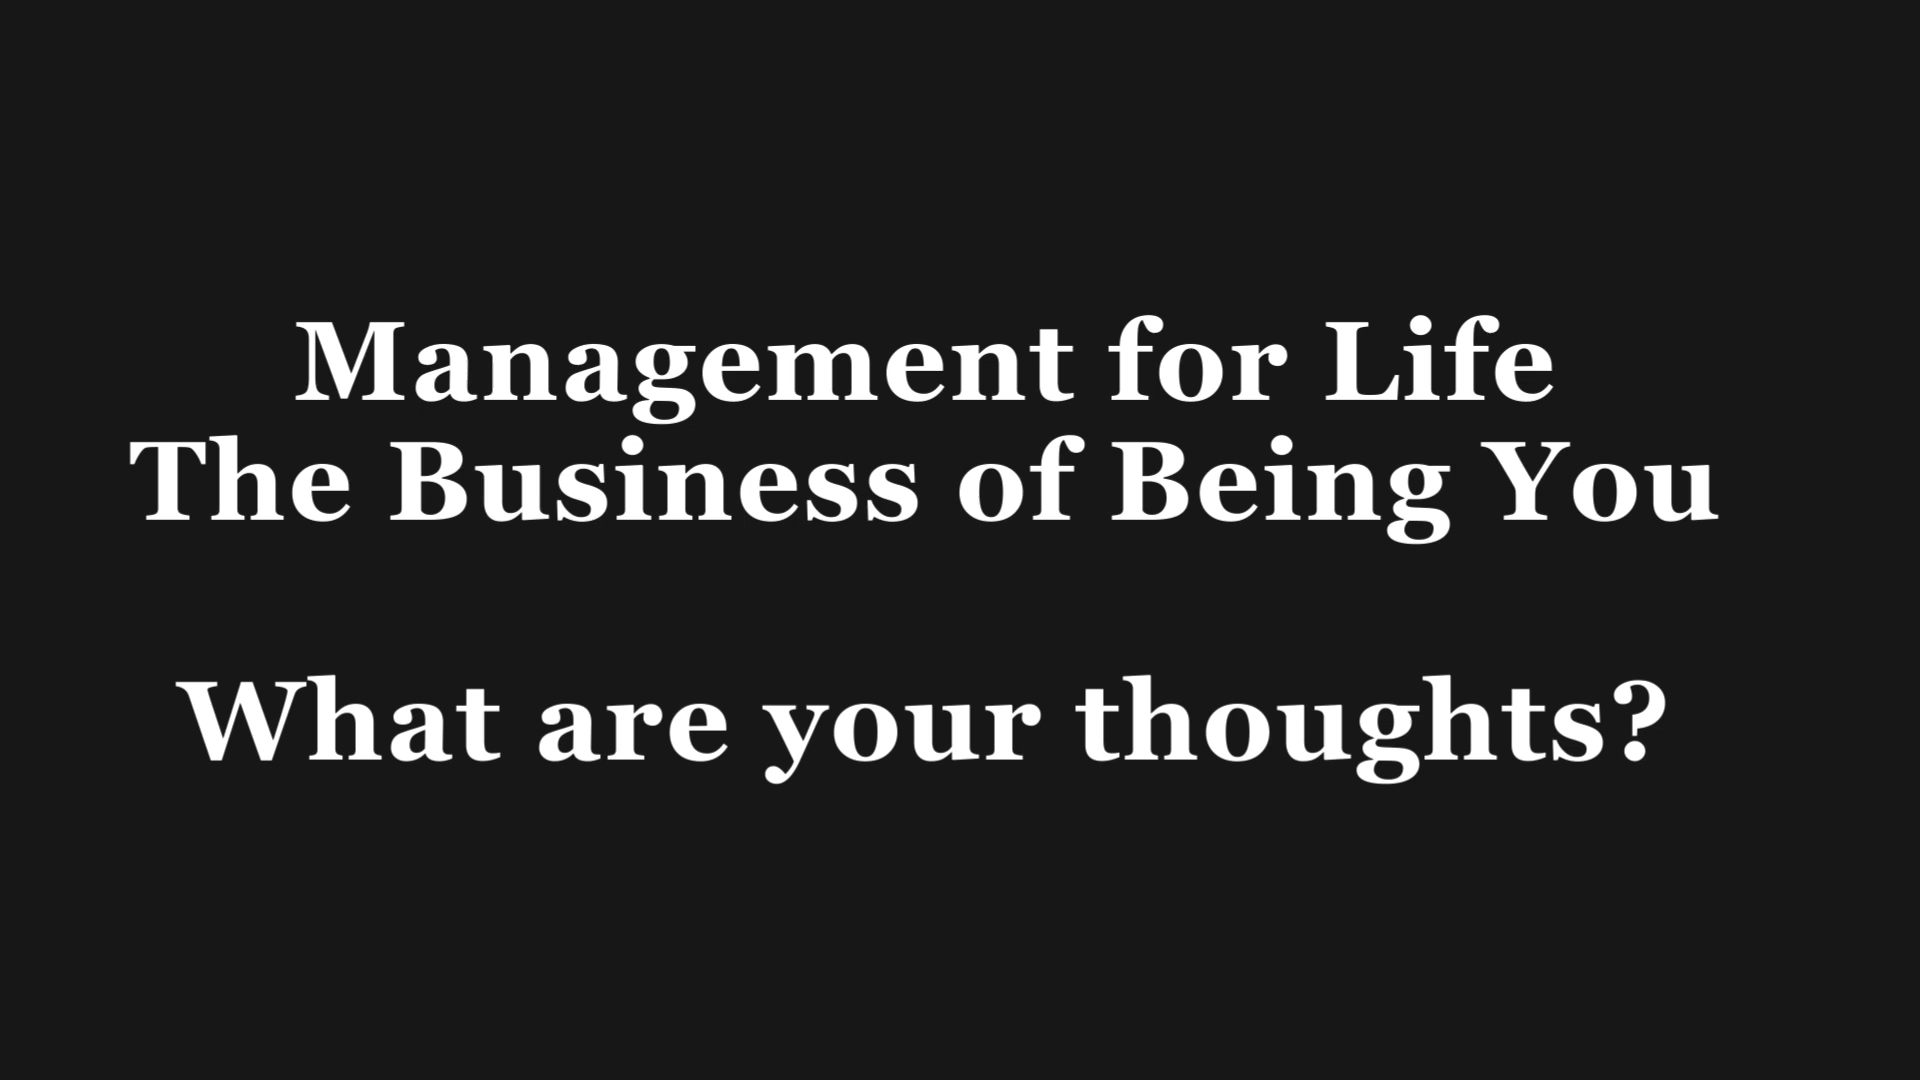 Management for Life
The Business of Being You
What are your thoughts?